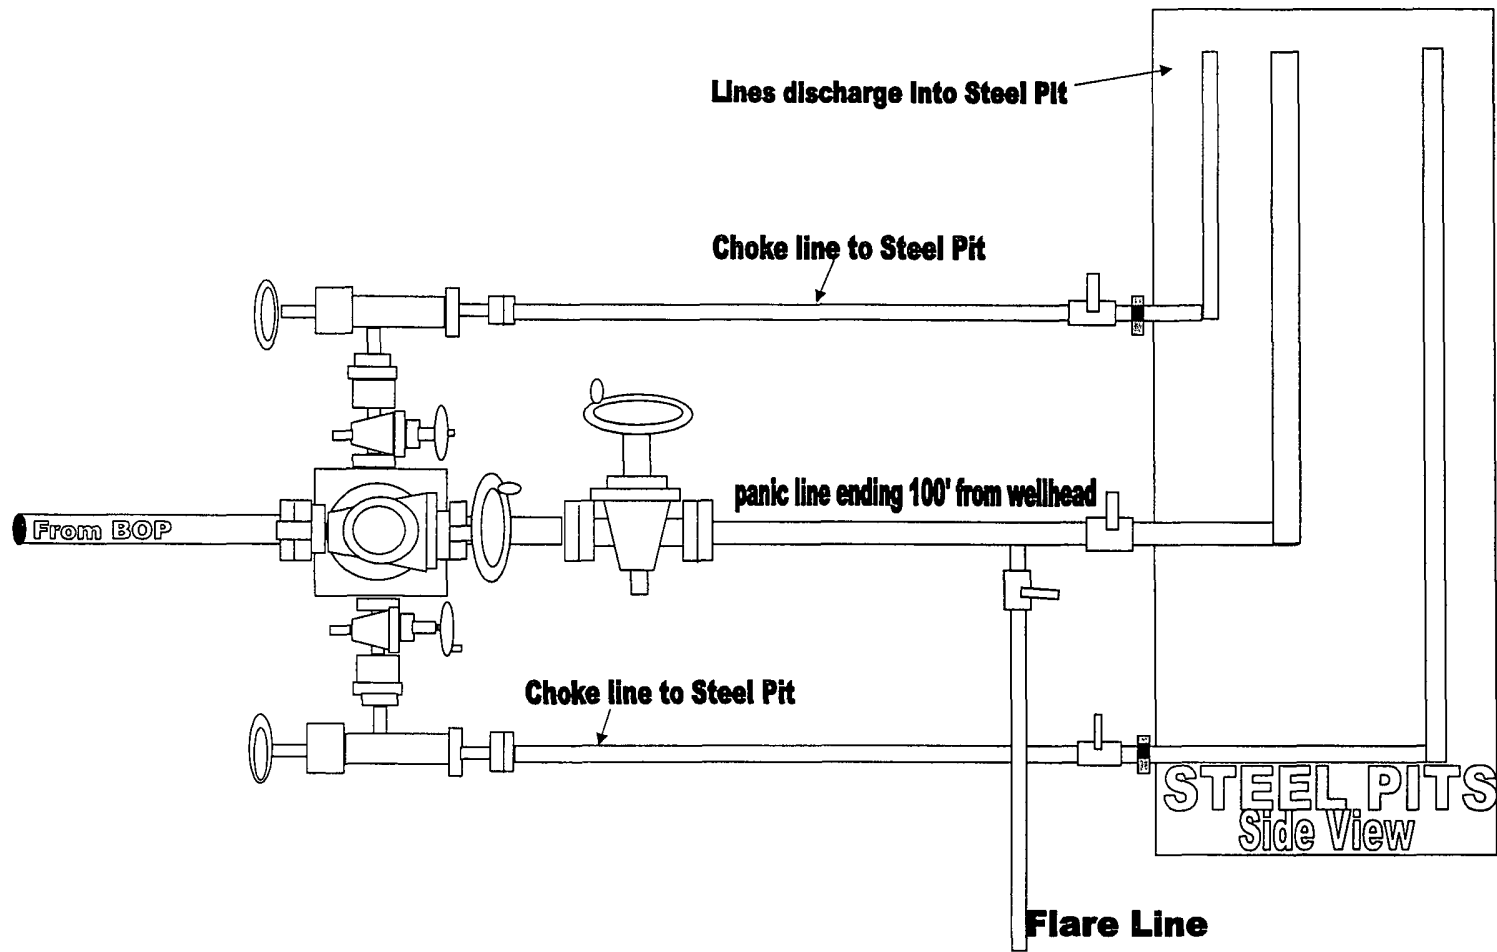 Lines discharge into Steel Pit
Choke line to Steel Pit
panic line ending 100' from wellhead
From BOP
Choke line to Steel Pit
STEEL PITS
Side View
Flare Line